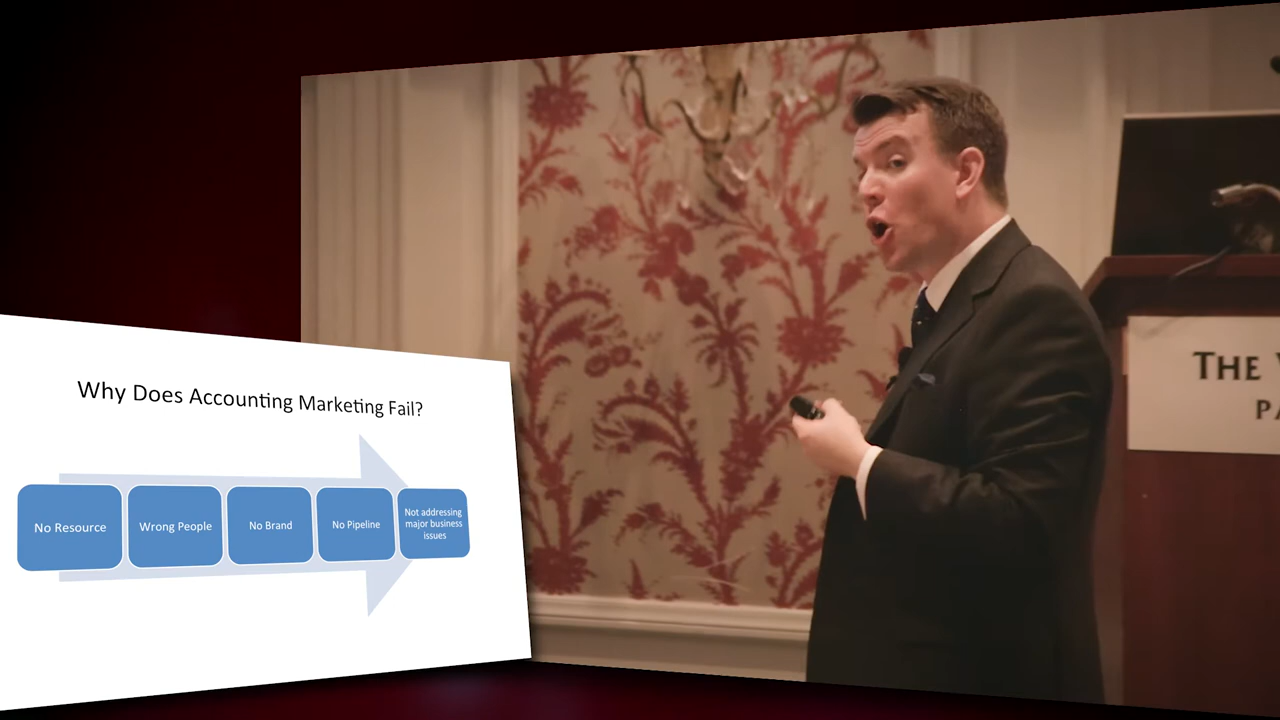 Why Does Accounting Marketing Fail?
No Resource
Wrong People
No Brand
No Pipeline
Not addressing
major business
issues
THE